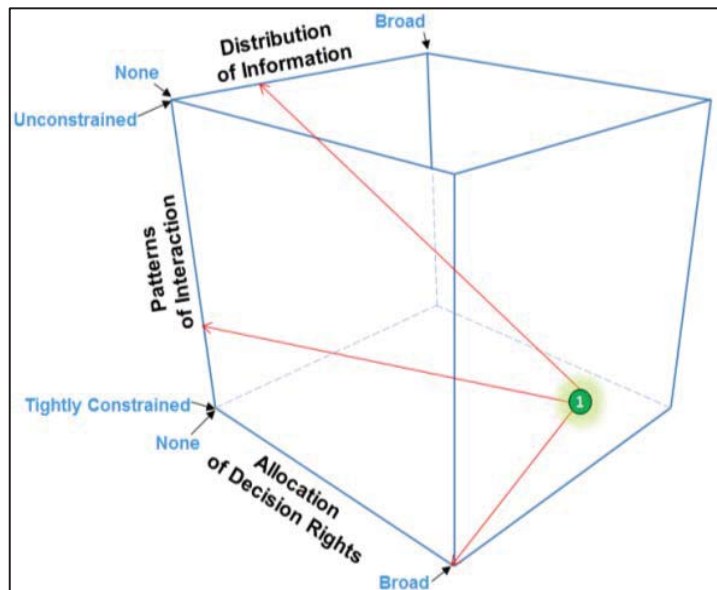 Broad
Distribution
of Information
None
Unconstrained
Patterns
of Interaction
Tightly Constrained
None
1
Allocation
of Decision Rights
Broad